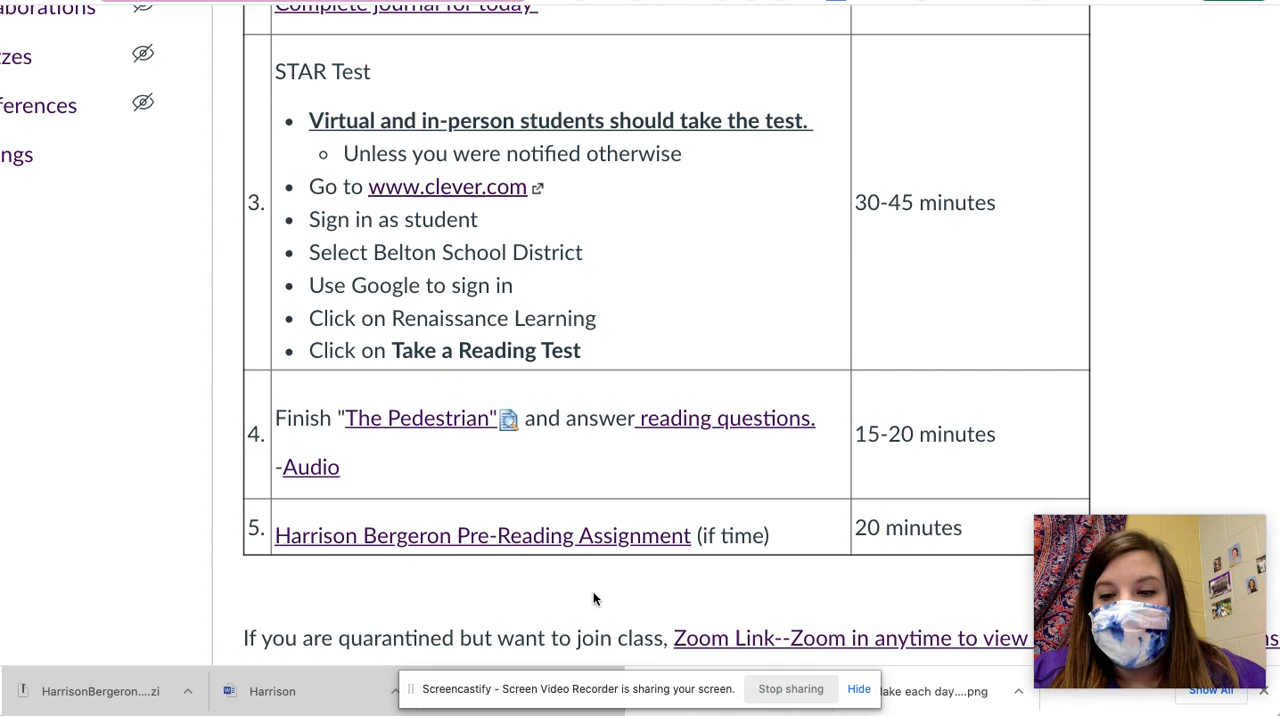 aborations
Complete journal for today
zzes
ferences
ngs
3.
STAR Test
Virtual and in-person students should take the test.
Unless you were notified otherwise
Go to www.clever.com
Sign in as student
Select Belton School District
Use Google to sign in
Click on Renaissance Learning
Click on Take a Reading Test
30-45 minutes
4.
Finish "The Pedestrian" and answer reading questions.
-Audio
15-20 minutes
5.
Harrison Bergeron Pre-Reading Assignment (if time)
20 minutes
If you are quarantined but want to join class, Zoom Link--Zoom in anytime to view
ns
HarrisonBergeron....zi
Harrison
Screencastify - Screen Video Recorder is sharing your screen.
Stop sharing
Hide
ake each day....png
Show All